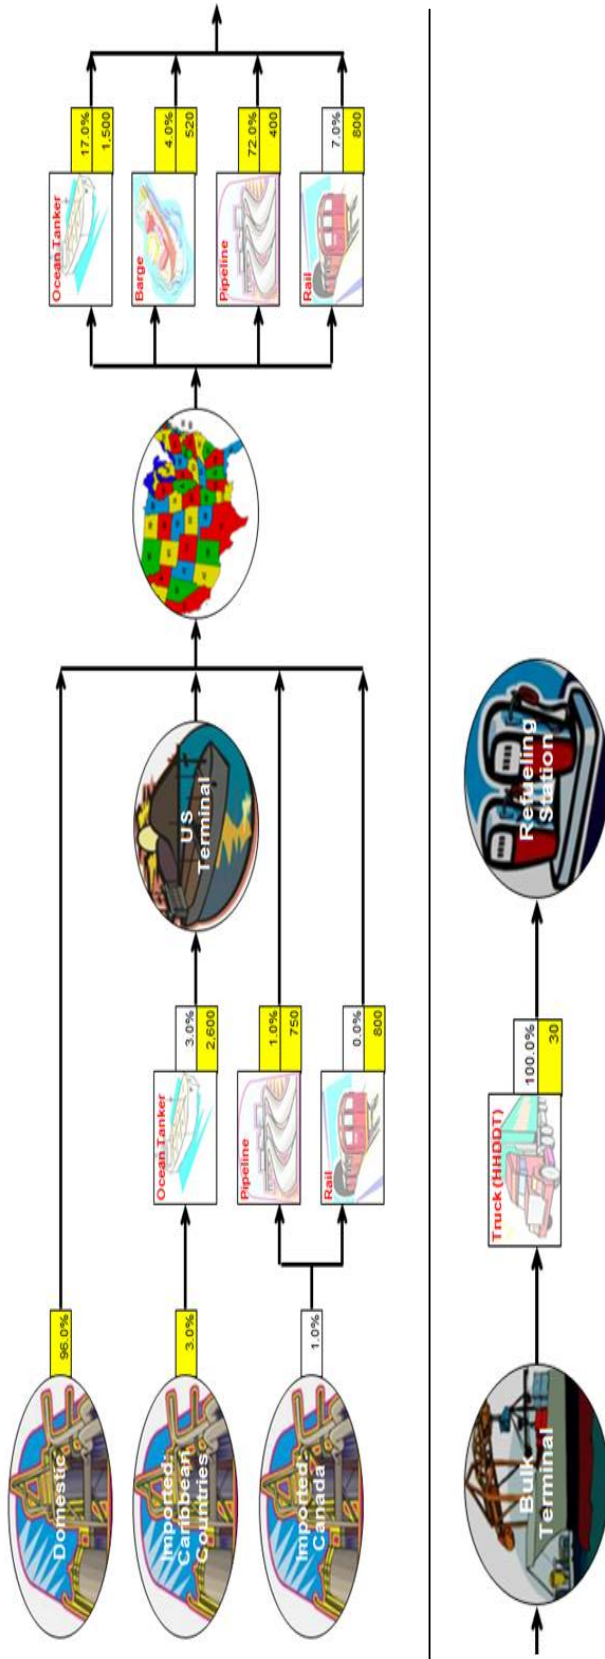 Domestic
96.0%
Imported:
Caribbean
Countries
3.0%
Ocean Tanker
3.0%
2,600
US
Terminal
Imported:
Canada
1.0%
Pipeline
1.0%
750
Rail
0.0%
800
Ocean Tanker
17.0%
1,500
Barge
4.0%
520
Pipeline
72.0%
400
Rail
7.0%
800
Bulk
Terminal
Truck (HHDDT)
100.0%
30
Refueling
Station